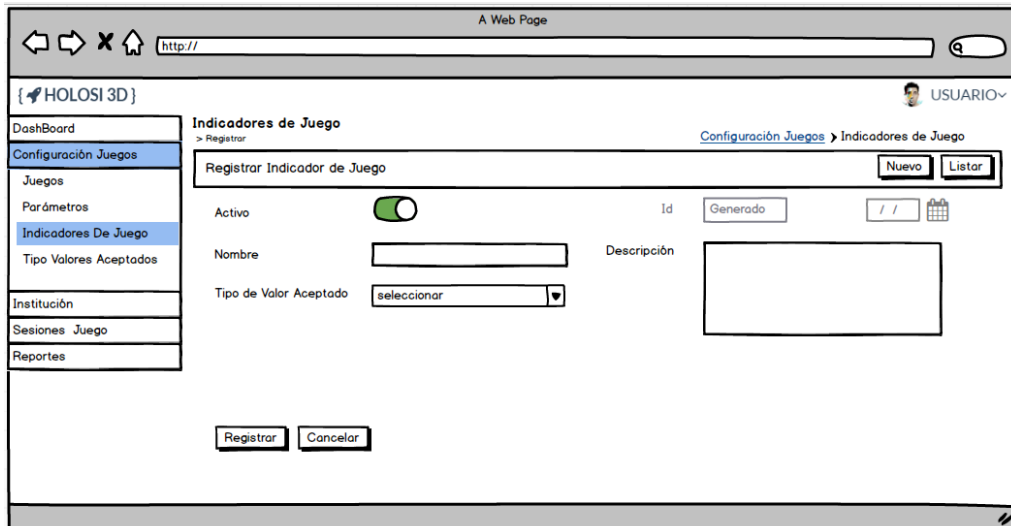 A Web Page
http://
{ HOLOSI 3D }
USUARIO
DashBoard
Configuración Juegos
Juegos
Parámetros
Indicadores De Juego
Tipo Valores Aceptados
Institución
Sesiones Juego
Reportes
Indicadores de Juego
> Registrar
Configuración Juegos > Indicadores de Juego
Registrar Indicador de Juego
Nuevo
Listar
Activo
Id
Generado
/ /
Nombre
Descripción
Tipo de Valor Aceptado
seleccionar
Registrar
Cancelar